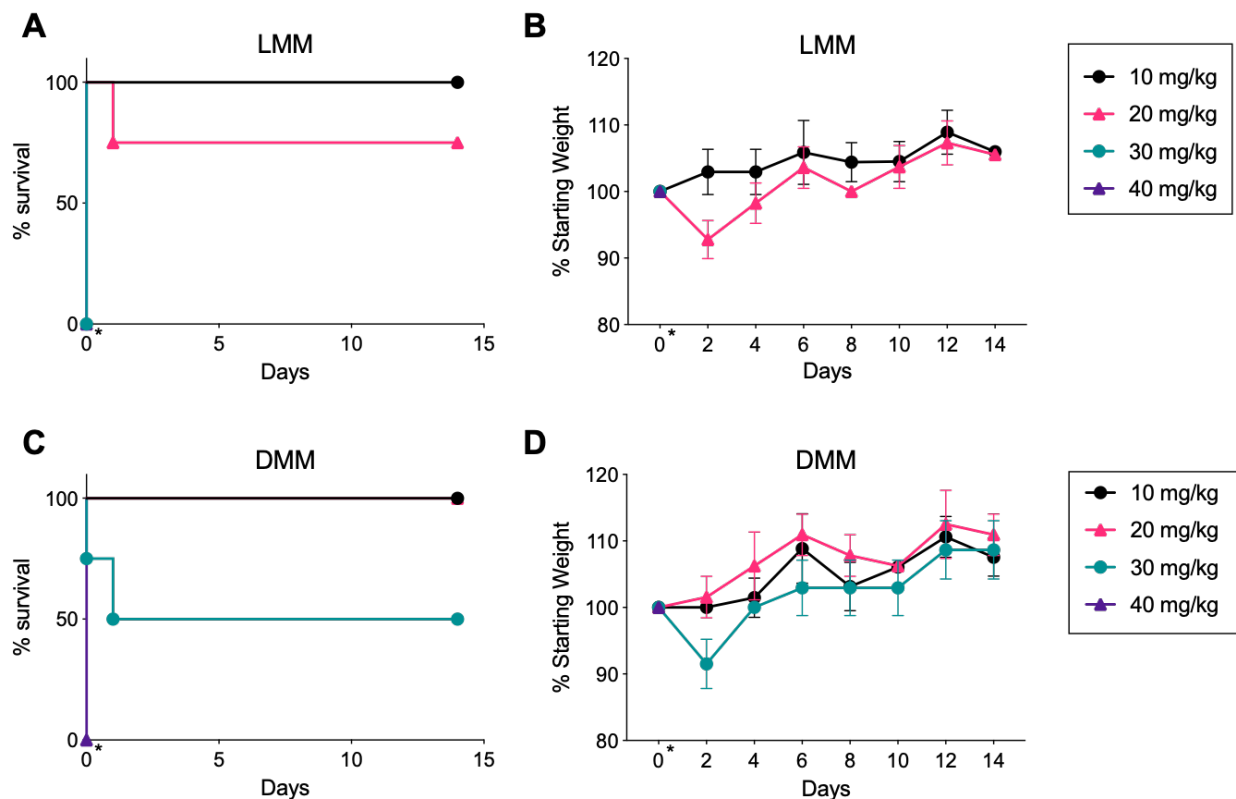 A
LMM
% survival
100
50
0
*
0 5 10 15
Days
B
LMM
% Starting Weight
120
110
100
90
80
0 * 2 4 6 8 10 12 14
Days
10 mg/kg
20 mg/kg
30 mg/kg
40 mg/kg
C
DMM
% survival
100
50
0
*
0 5 10 15
Days
D
DMM
% Starting Weight
120
110
100
90
80
0 * 2 4 6 8 10 12 14
Days
10 mg/kg
20 mg/kg
30 mg/kg
40 mg/kg